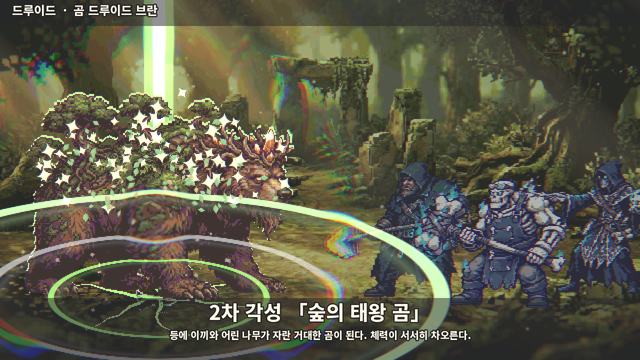 드루이드 · 곰 드루이드 브란
2차 각성 「숲의 태왕 곰」
등에 이끼와 어린 나무가 자란 거대한 곰이 된다. 체력이 서서히 차오른다.